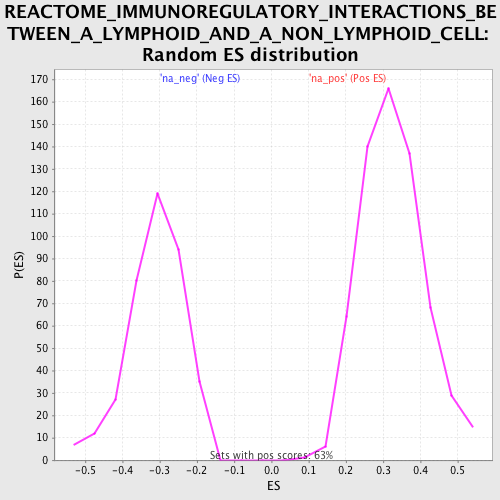 REACTOME_IMMUNOREGULATORY_INTERACTIONS_BE
TWEEN_A_LYMPHOID_AND_A_NON_LYMPHOID_CELL:
Random ES distribution
'na_neg' (Neg ES) 'na_pos' (Pos ES)
170
160
150
140
130
120
110
100
90
80
70
60
50
40
30
20
10
0
P(ES)
Sets with pos scores: 63%
-0.5 -0.4 -0.3 -0.2 -0.1 0.0 0.1 0.2 0.3 0.4 0.5
ES